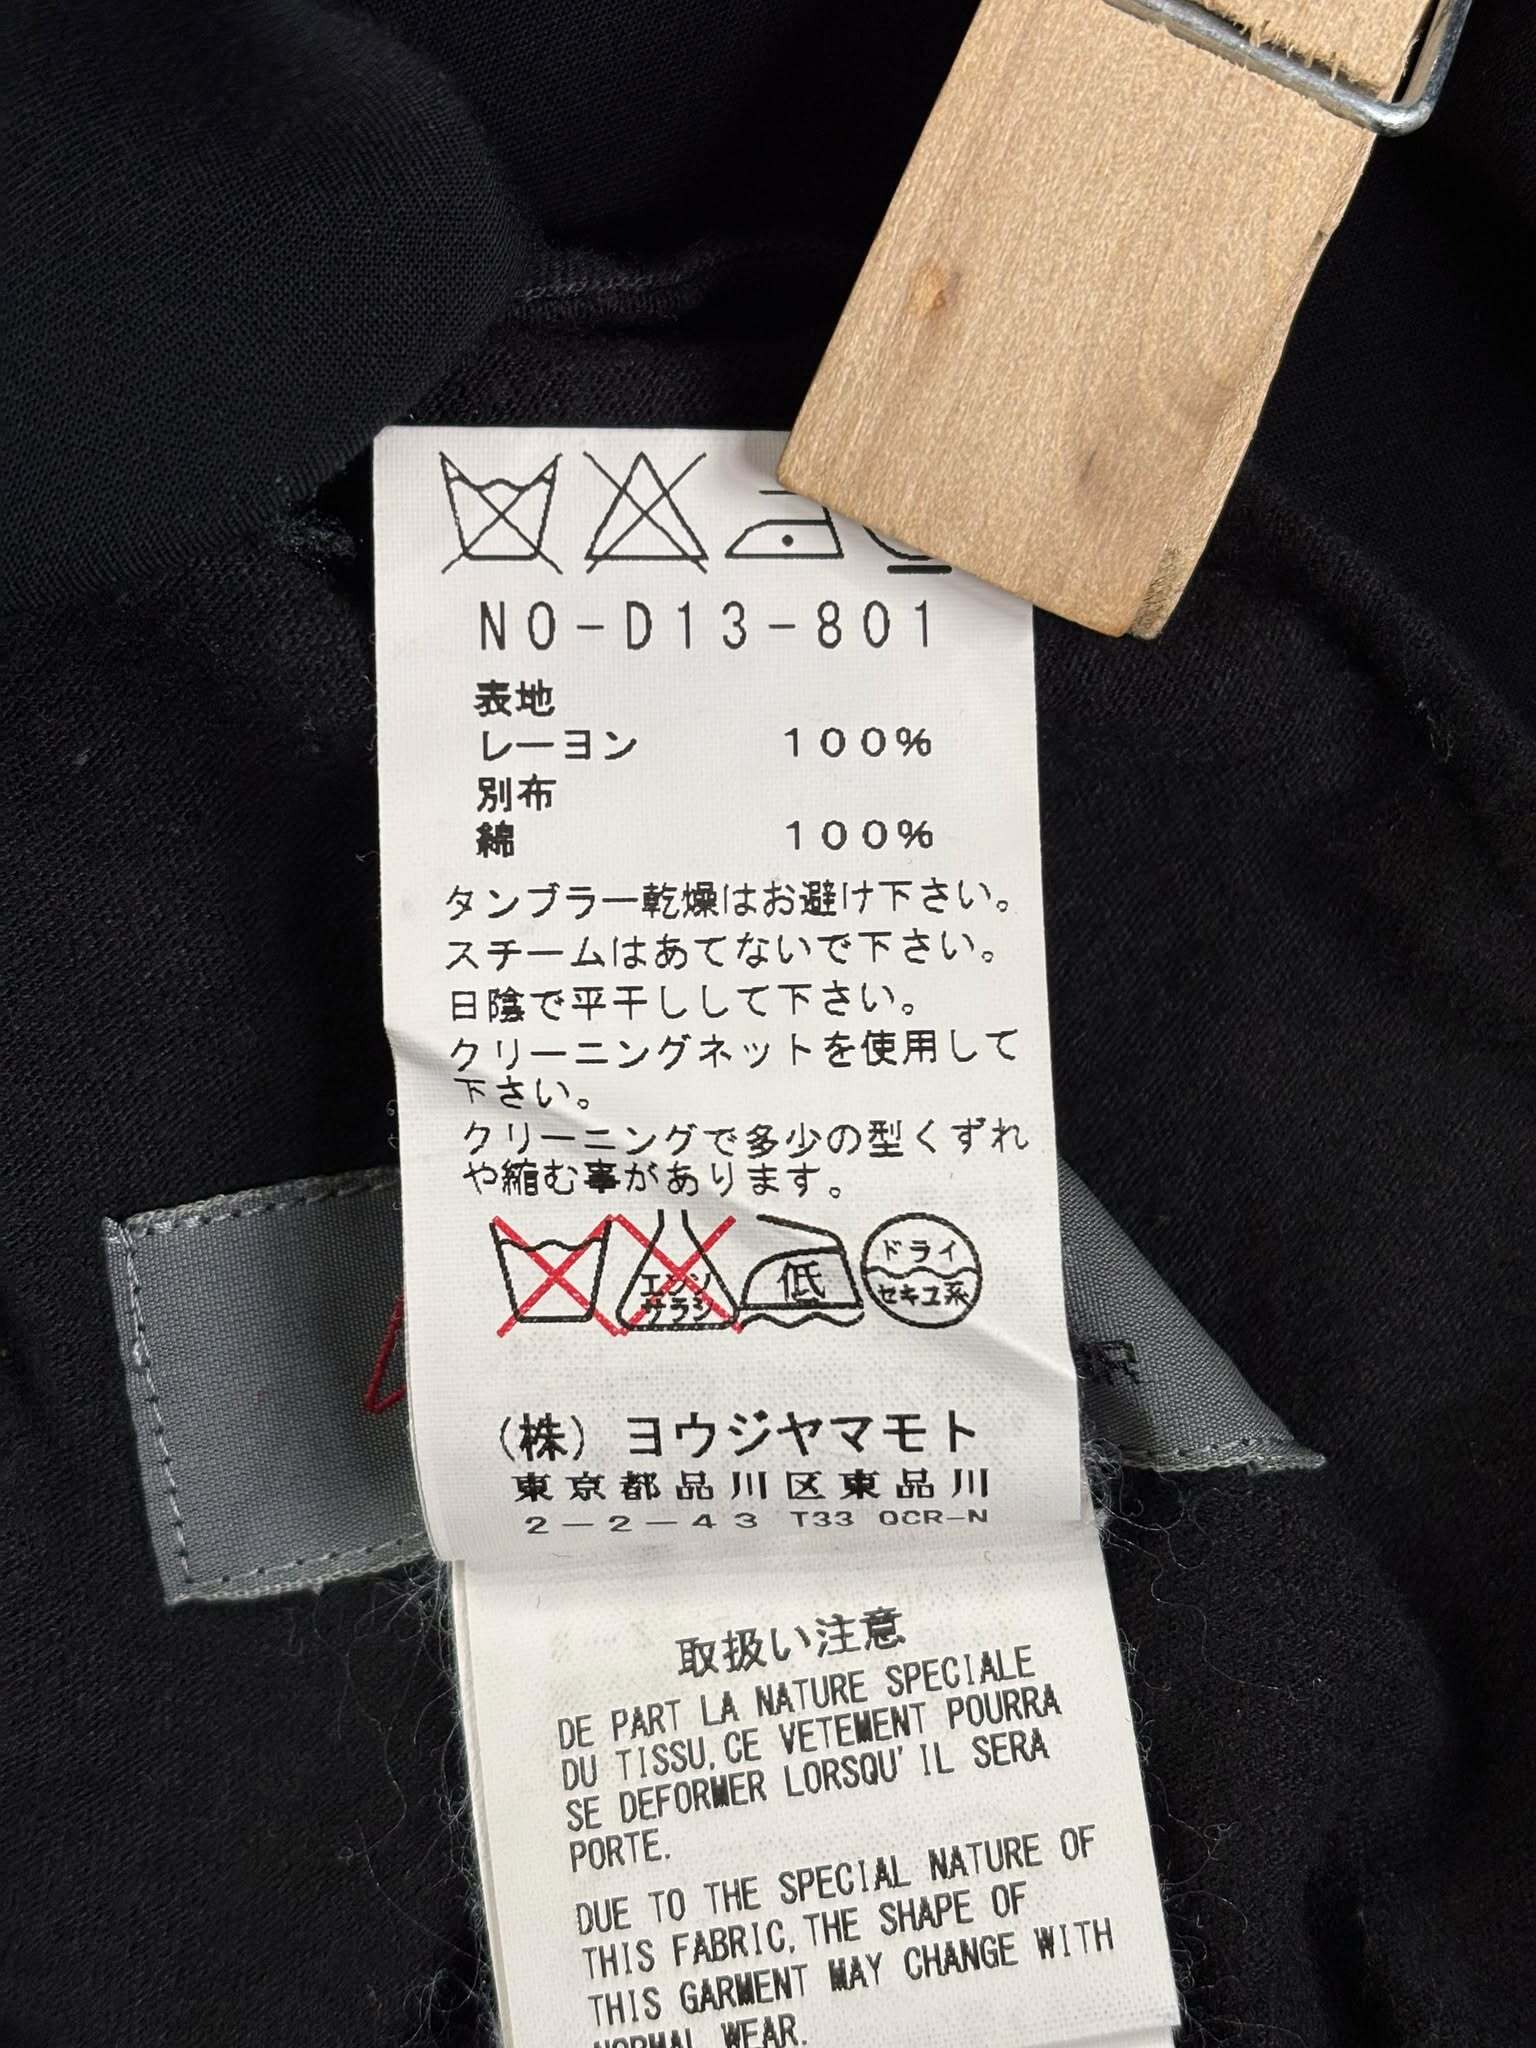 NO-D13-801
表地
レーヨン 100%
別布
綿 100%
タンブラー乾燥はお避け下さい。
スチームはあてないで下さい。
日陰で平干しして下さい。
クリーニングネットを使用して
下さい。
クリーニングで多少の型くずれ
や縮む事があります。
エンソ
サラシ
低
ドライ
セキユ系
(株) ヨウジヤマモト
東京都品川区東品川
2-2-43 T33 OCR-N
取扱い注意
DE PART LA NATURE SPECIALE
DU TISSU,CE VETEMENT POURRA
SE DEFORMER LORSQU'IL SERA
PORTE.
DUE TO THE SPECIAL NATURE OF
THIS FABRIC,THE SHAPE OF
THIS GARMENT MAY CHANGE WITH
NORMAL WEAR.